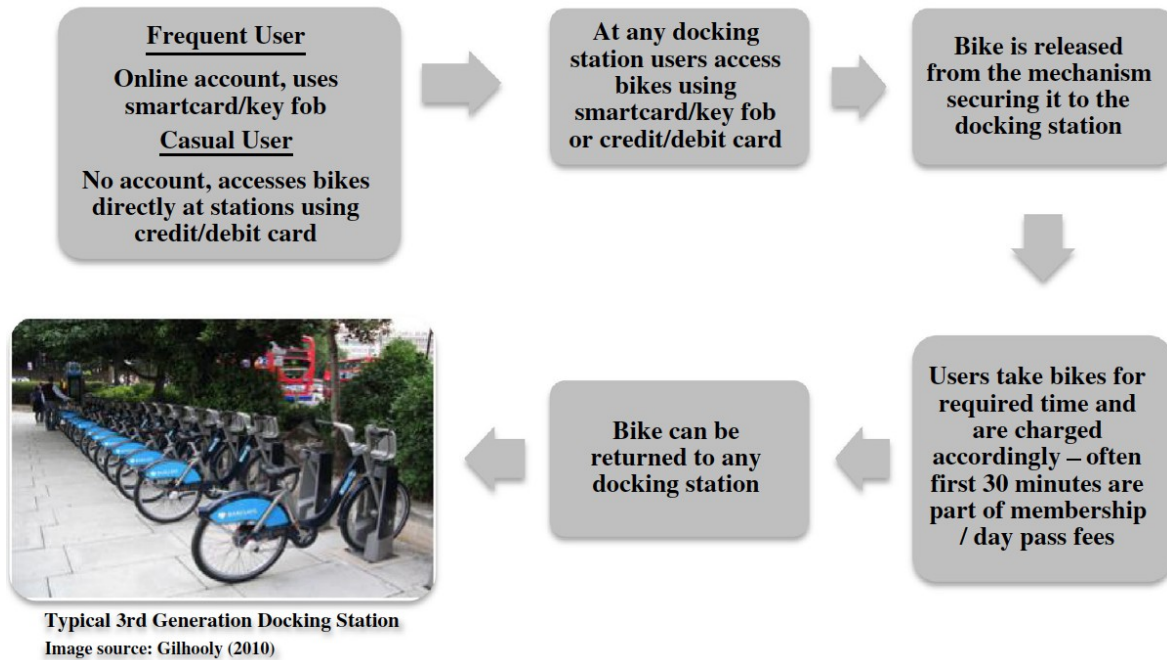 Frequent User
Online account, uses
smartcard/key fob
Casual User
No account, accesses bikes
directly at stations using
credit/debit card
At any docking
station users access
bikes using
smartcard/key fob
or credit/debit card
Bike is released
from the mechanism
securing it to the
docking station
Users take bikes for
required time and
are charged
accordingly – often
first 30 minutes are
part of membership
/ day pass fees
Bike can be
returned to any
docking station
BARCLAYS
Typical 3rd Generation Docking Station
Image source: Gilhooly (2010)